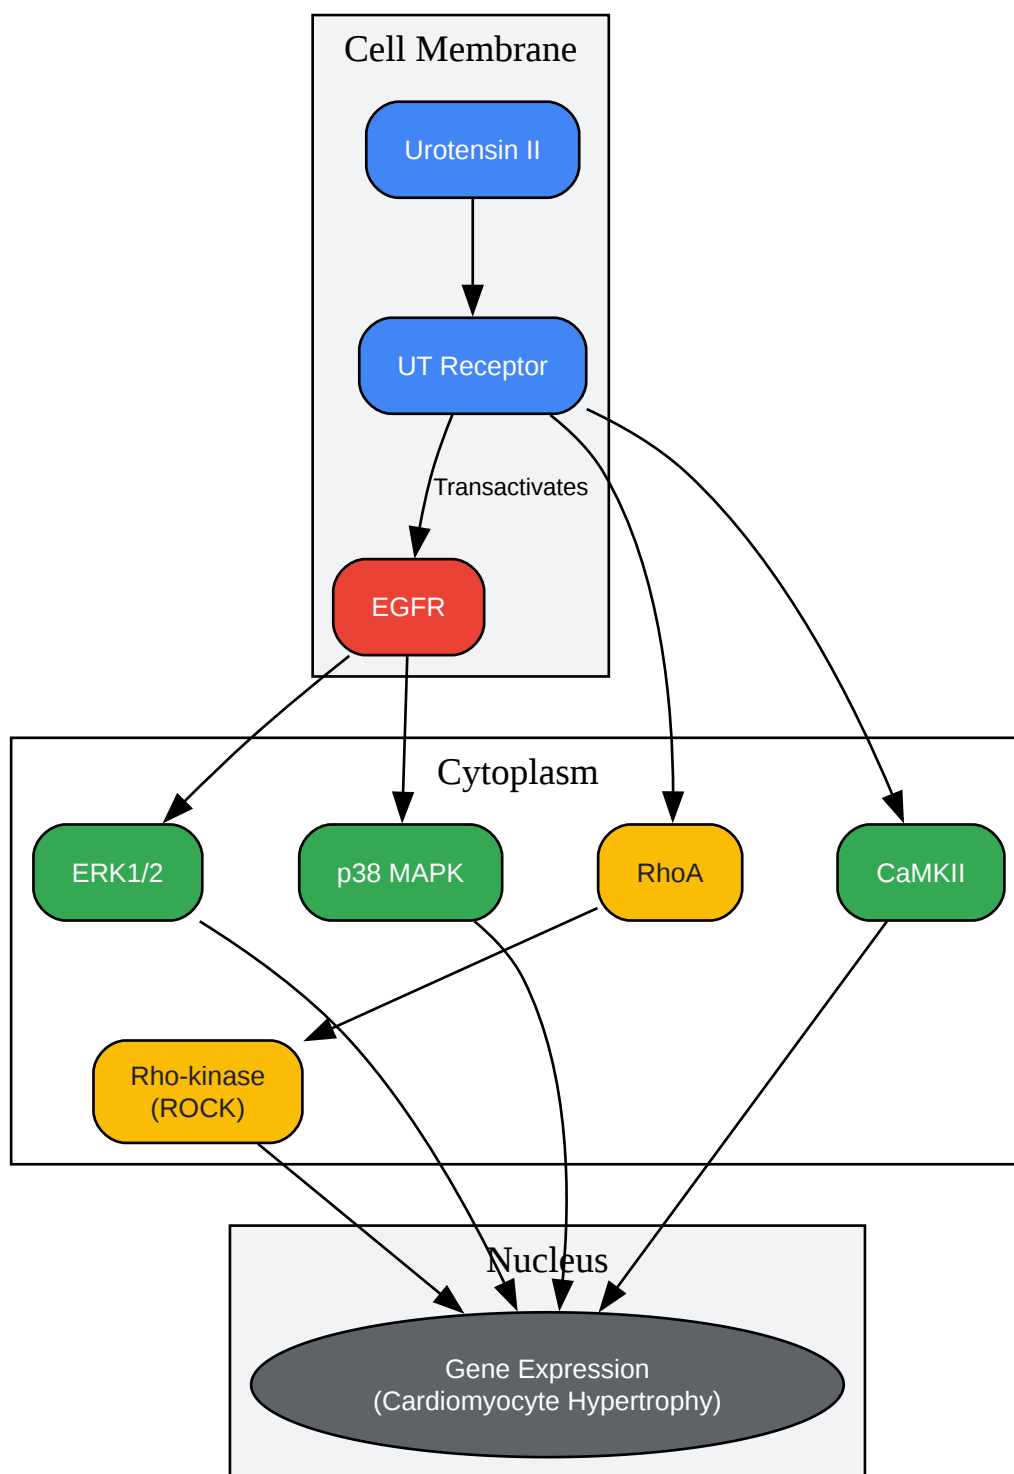 Cell Membrane
Urotensin II
UT Receptor
Transactivates
EGFR
Cytoplasm
ERK1/2
p38 MAPK
RhoA
CaMKII
Rho-kinase
(ROCK)
Nucleus
Gene Expression
(Cardiomyocyte Hypertrophy)